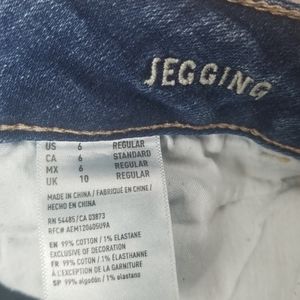 JEGGING
US 6 REGULAR
CA 6 STANDARD
MX 6 REGULAR
UK 10 REGULAR
MADE IN CHINA / FABRIQUÉ EN CHINE /
HECHO EN CHINA
RN 54485/CA 03873
RFC# AEM120605U9A
EN 99% COTTON / 1% ELASTANE
EXCLUSIVE OF DECORATION
FR 99% COTON / 1% ÉLASTHANNE
À L'EXCEPTION DE LA GARNITURE
SP 99% algodón / 1% elastano